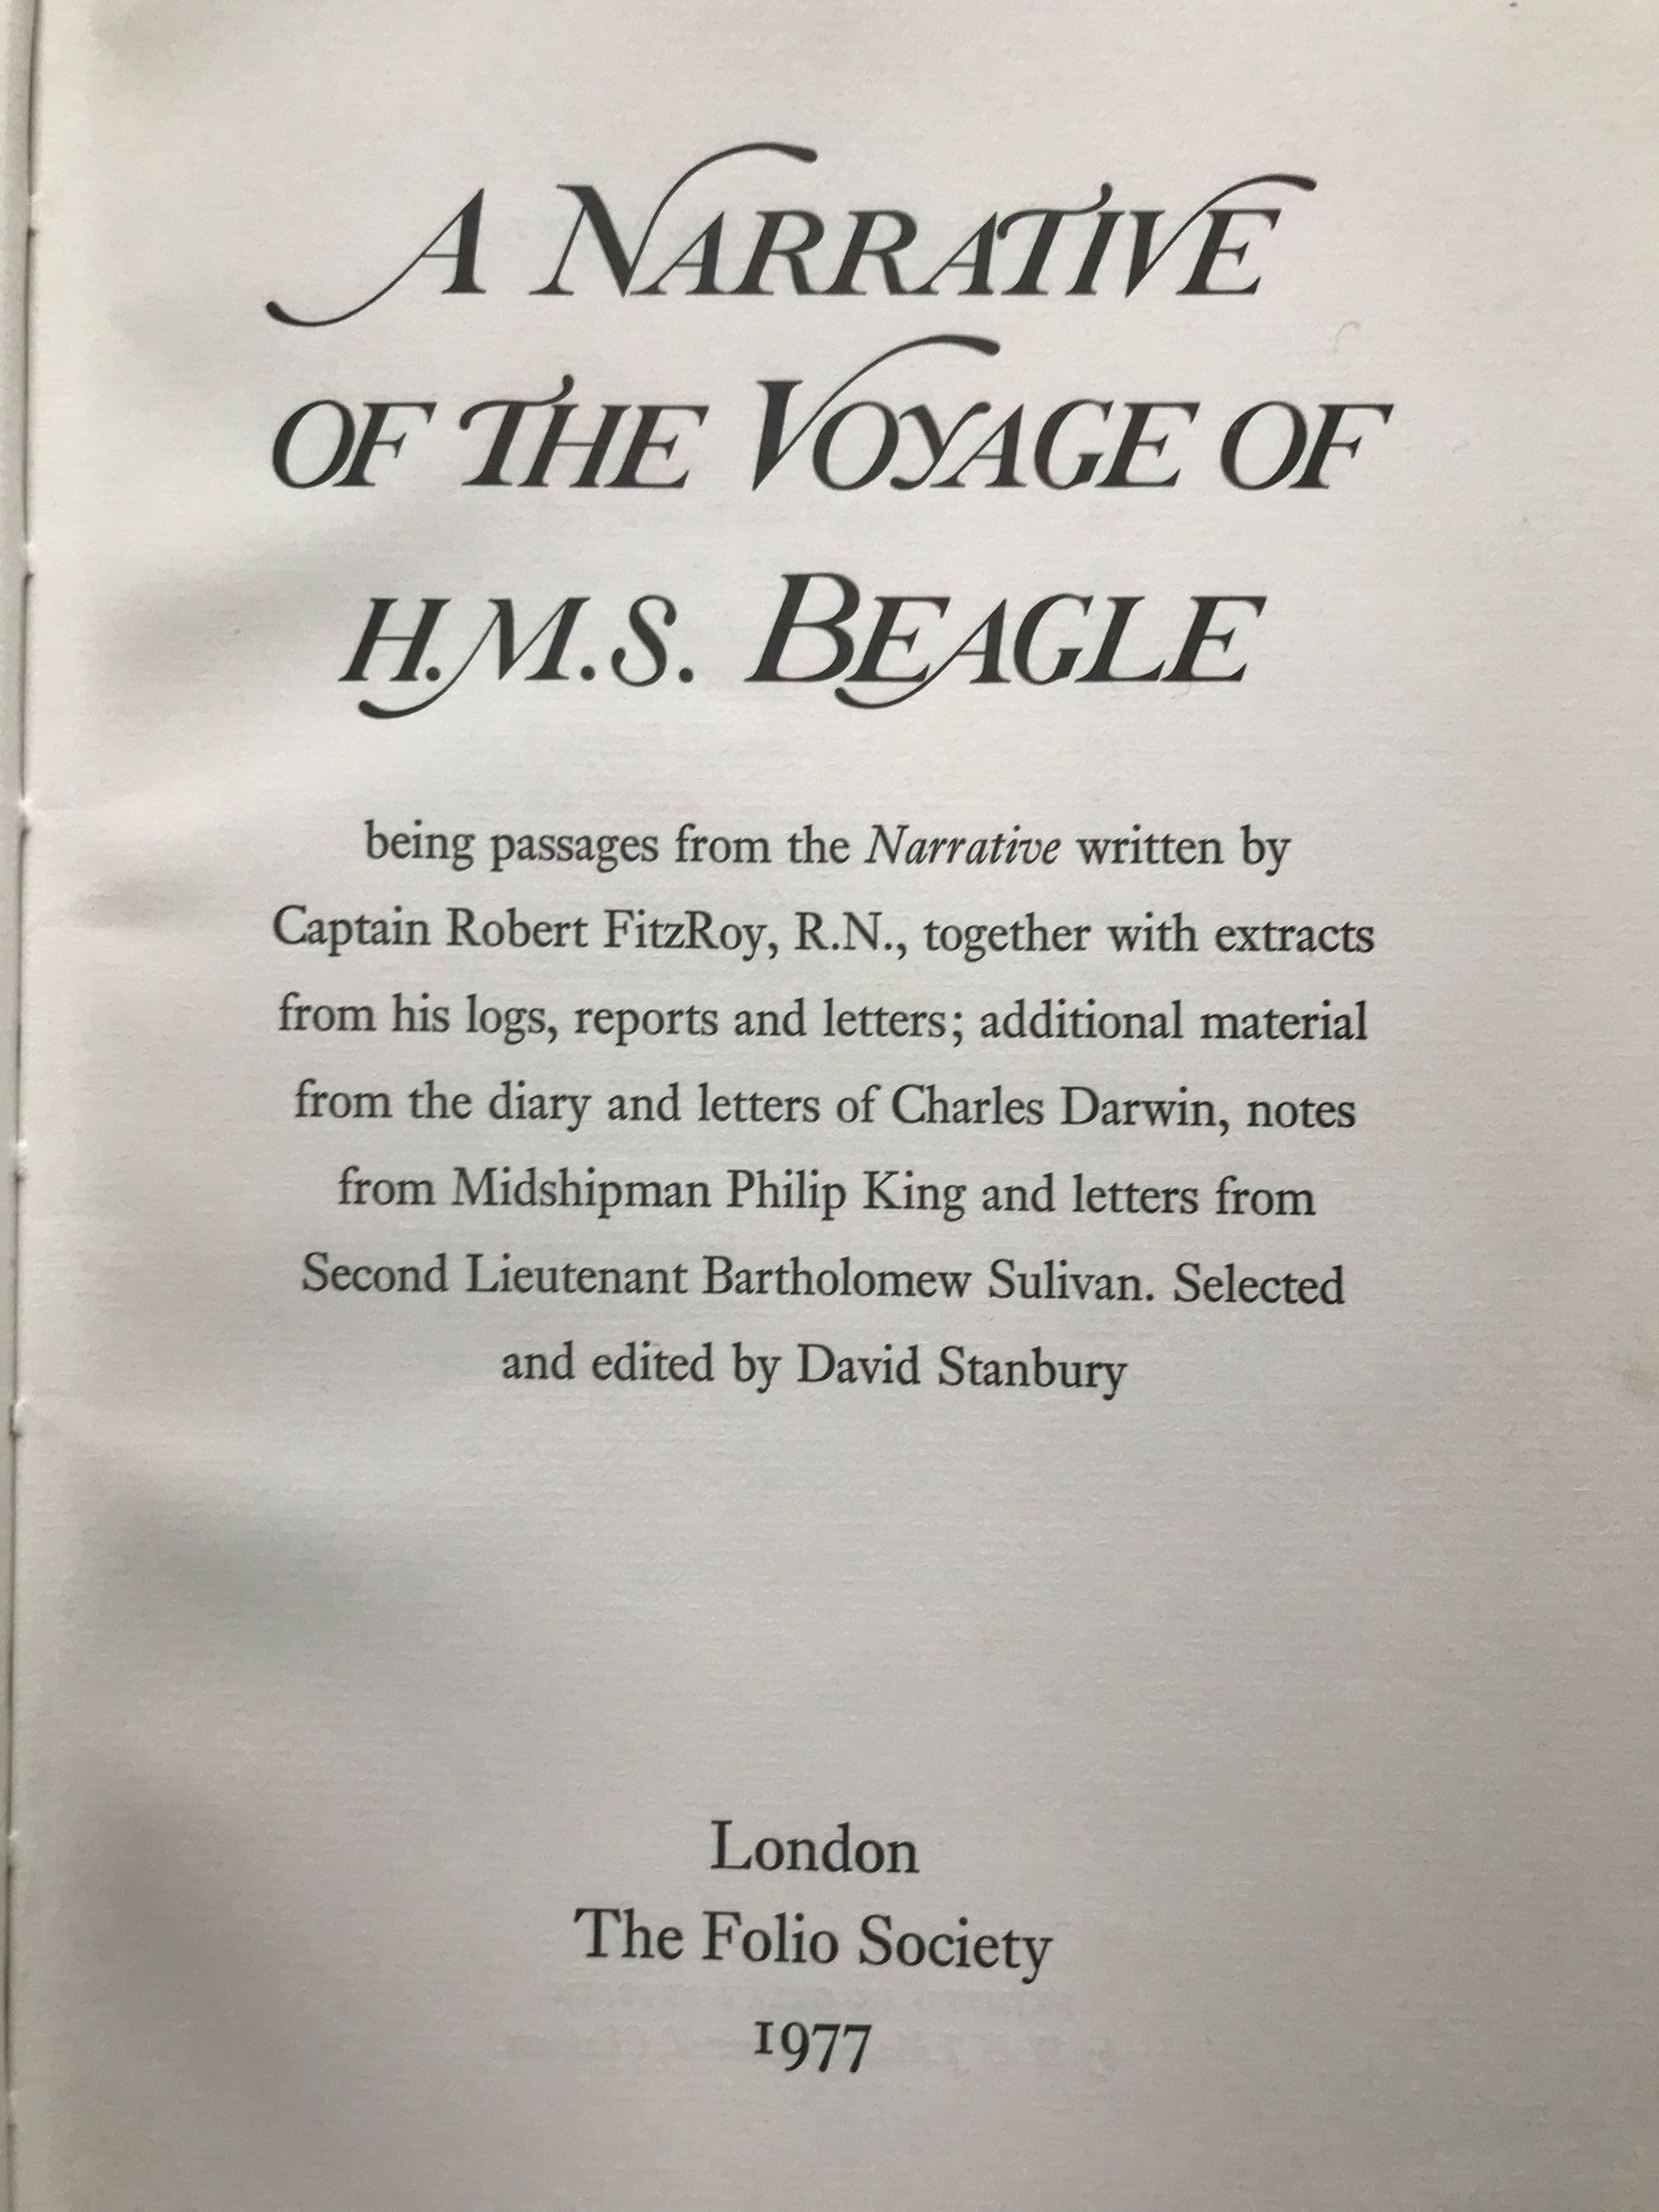 A NARRATIVE
OF THE VOYAGE OF
H.M.S. BEAGLE
being passages from the Narrative written by
Captain Robert FitzRoy, R.N., together with extracts
from his logs, reports and letters; additional material
from the diary and letters of Charles Darwin, notes
from Midshipman Philip King and letters from
Second Lieutenant Bartholomew Sulivan. Selected
and edited by David Stanbury
London
The Folio Society
1977